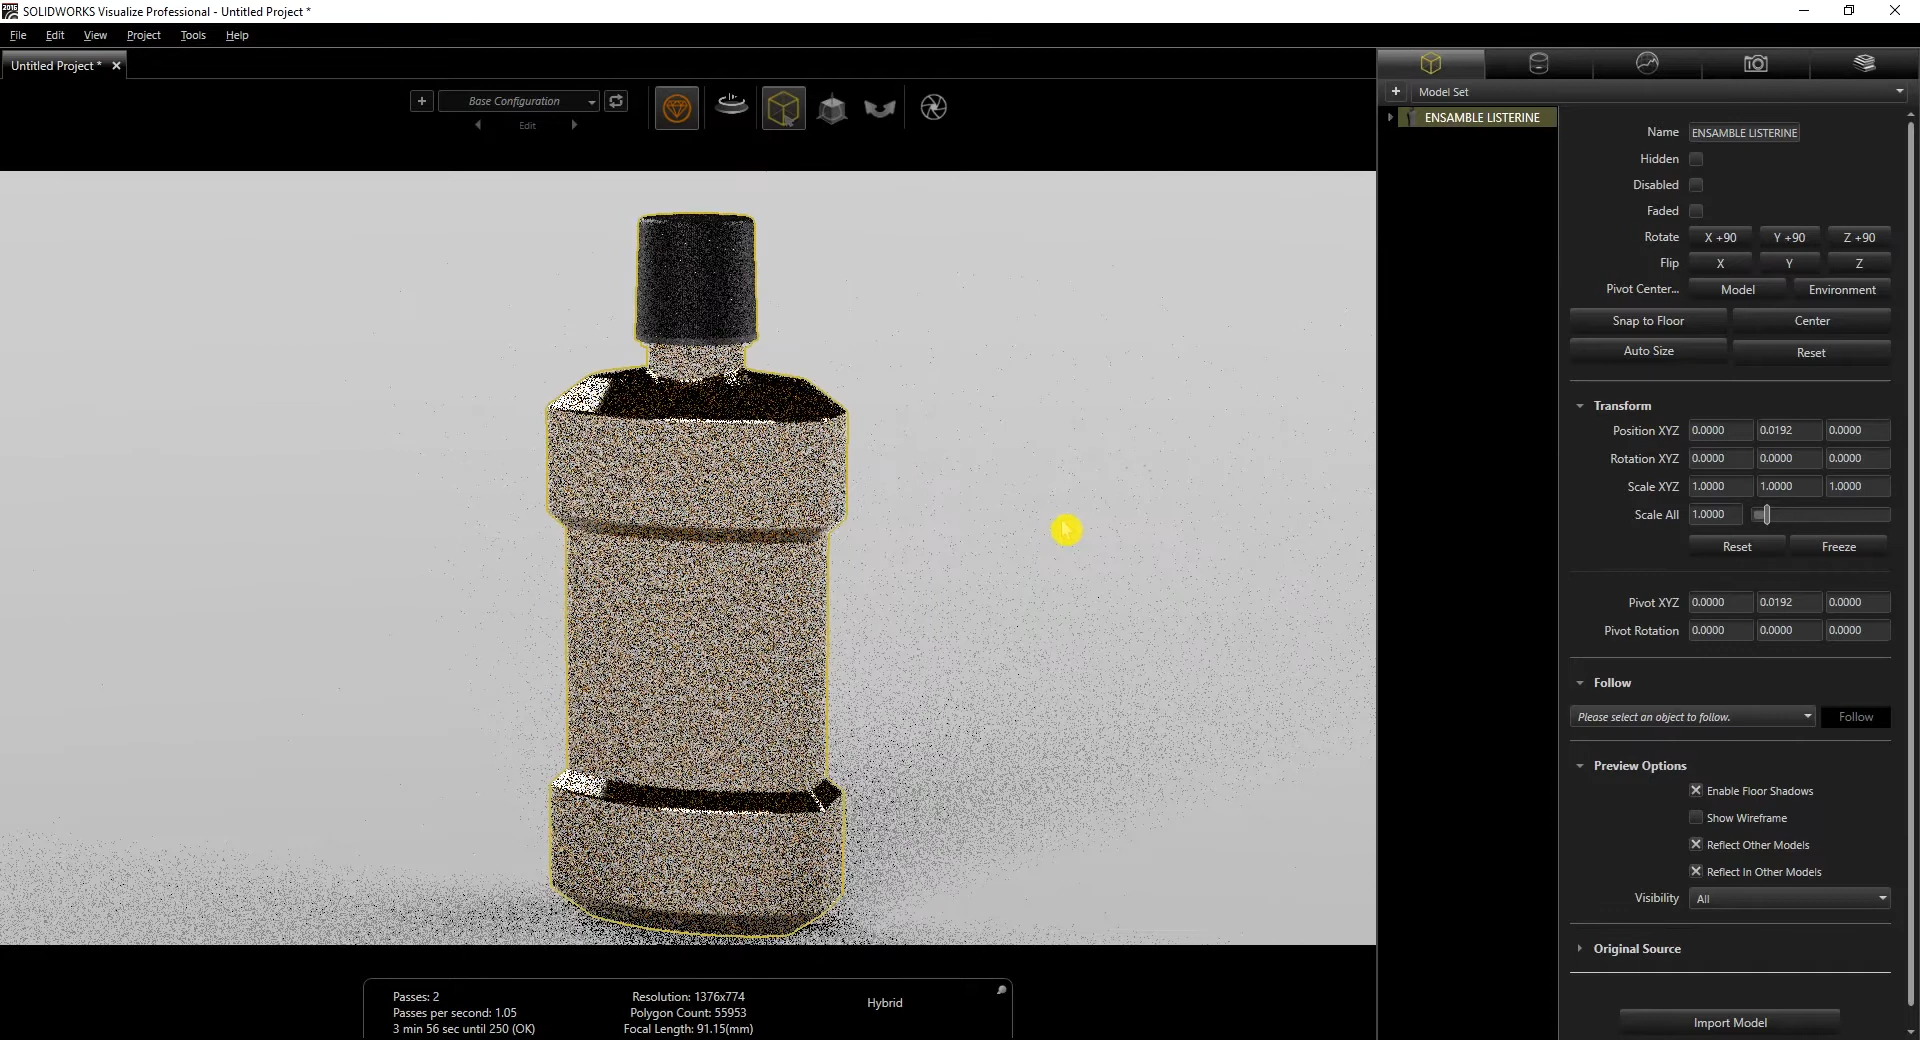 SOLIDWORKS Visualize Professional - Untitled Project *
File Edit View Project Tools Help
Untitled Project *
Base Configuration
Edit
Model Set
ENSAMBLE LISTERINE
Name ENSAMBLE LISTERINE
Hidden
Disabled
Faded
Rotate X +90 Y +90 Z +90
Flip X Y Z
Pivot Center... Model Environment
Snap to Floor Center
Auto Size Reset
Transform
Position XYZ 0.0000 0.0192 0.0000
Rotation XYZ 0.0000 0.0000 0.0000
Scale XYZ 1.0000 1.0000 1.0000
Scale All 1.0000
Reset Freeze
Pivot XYZ 0.0000 0.0192 0.0000
Pivot Rotation 0.0000 0.0000 0.0000
Follow
Please select an object to follow. Follow
Preview Options
Enable Floor Shadows
Show Wireframe
Reflect Other Models
Reflect In Other Models
Visibility All
Original Source
Import Model
Passes: 2
Passes per second: 1.05
3 min 56 sec until 250 (OK)
Resolution: 1376x774
Polygon Count: 55953
Focal Length: 91.15(mm)
Hybrid